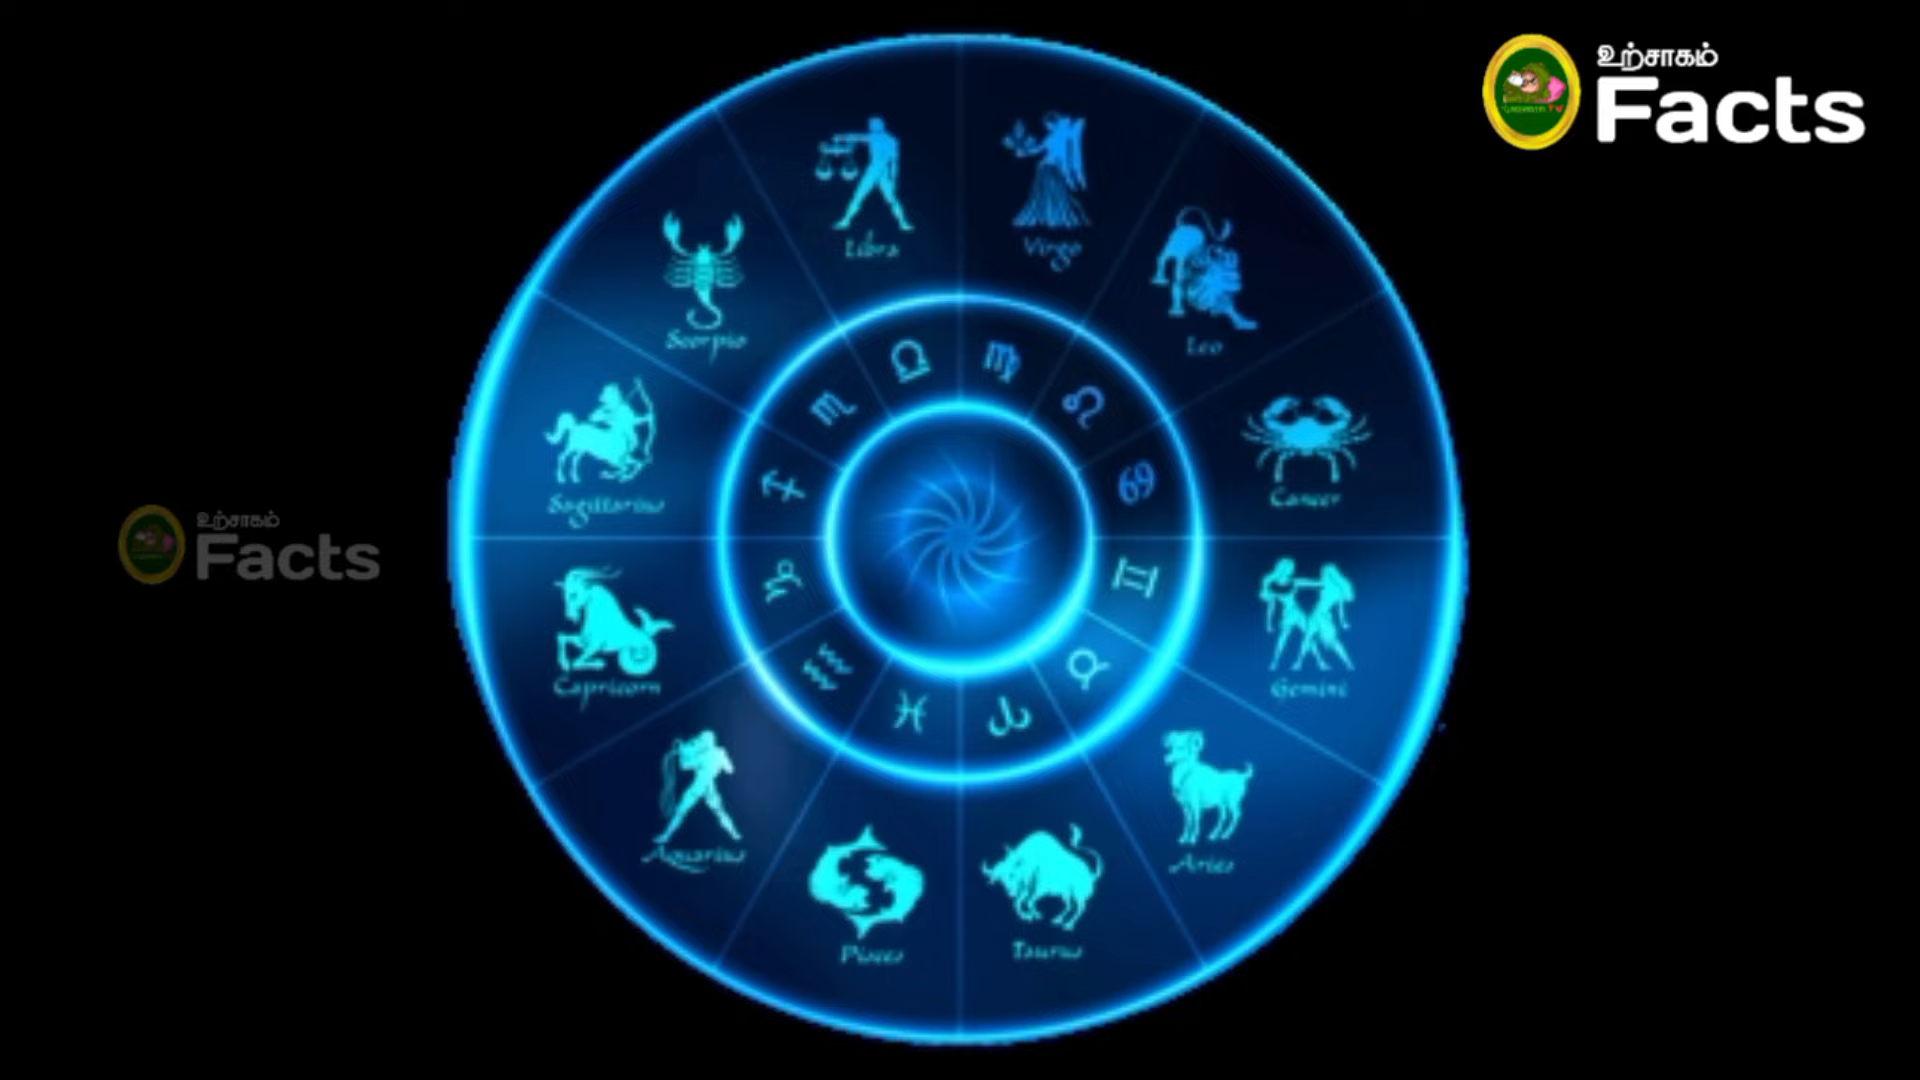 உற்சாகம்
Facts
Libra
Virgo
Scorpio
Leo
Sagittarius
Cancer
உற்சாகம்
Facts
Capricorn
Gemini
Aquarius
Aries
Pisces
Taurus